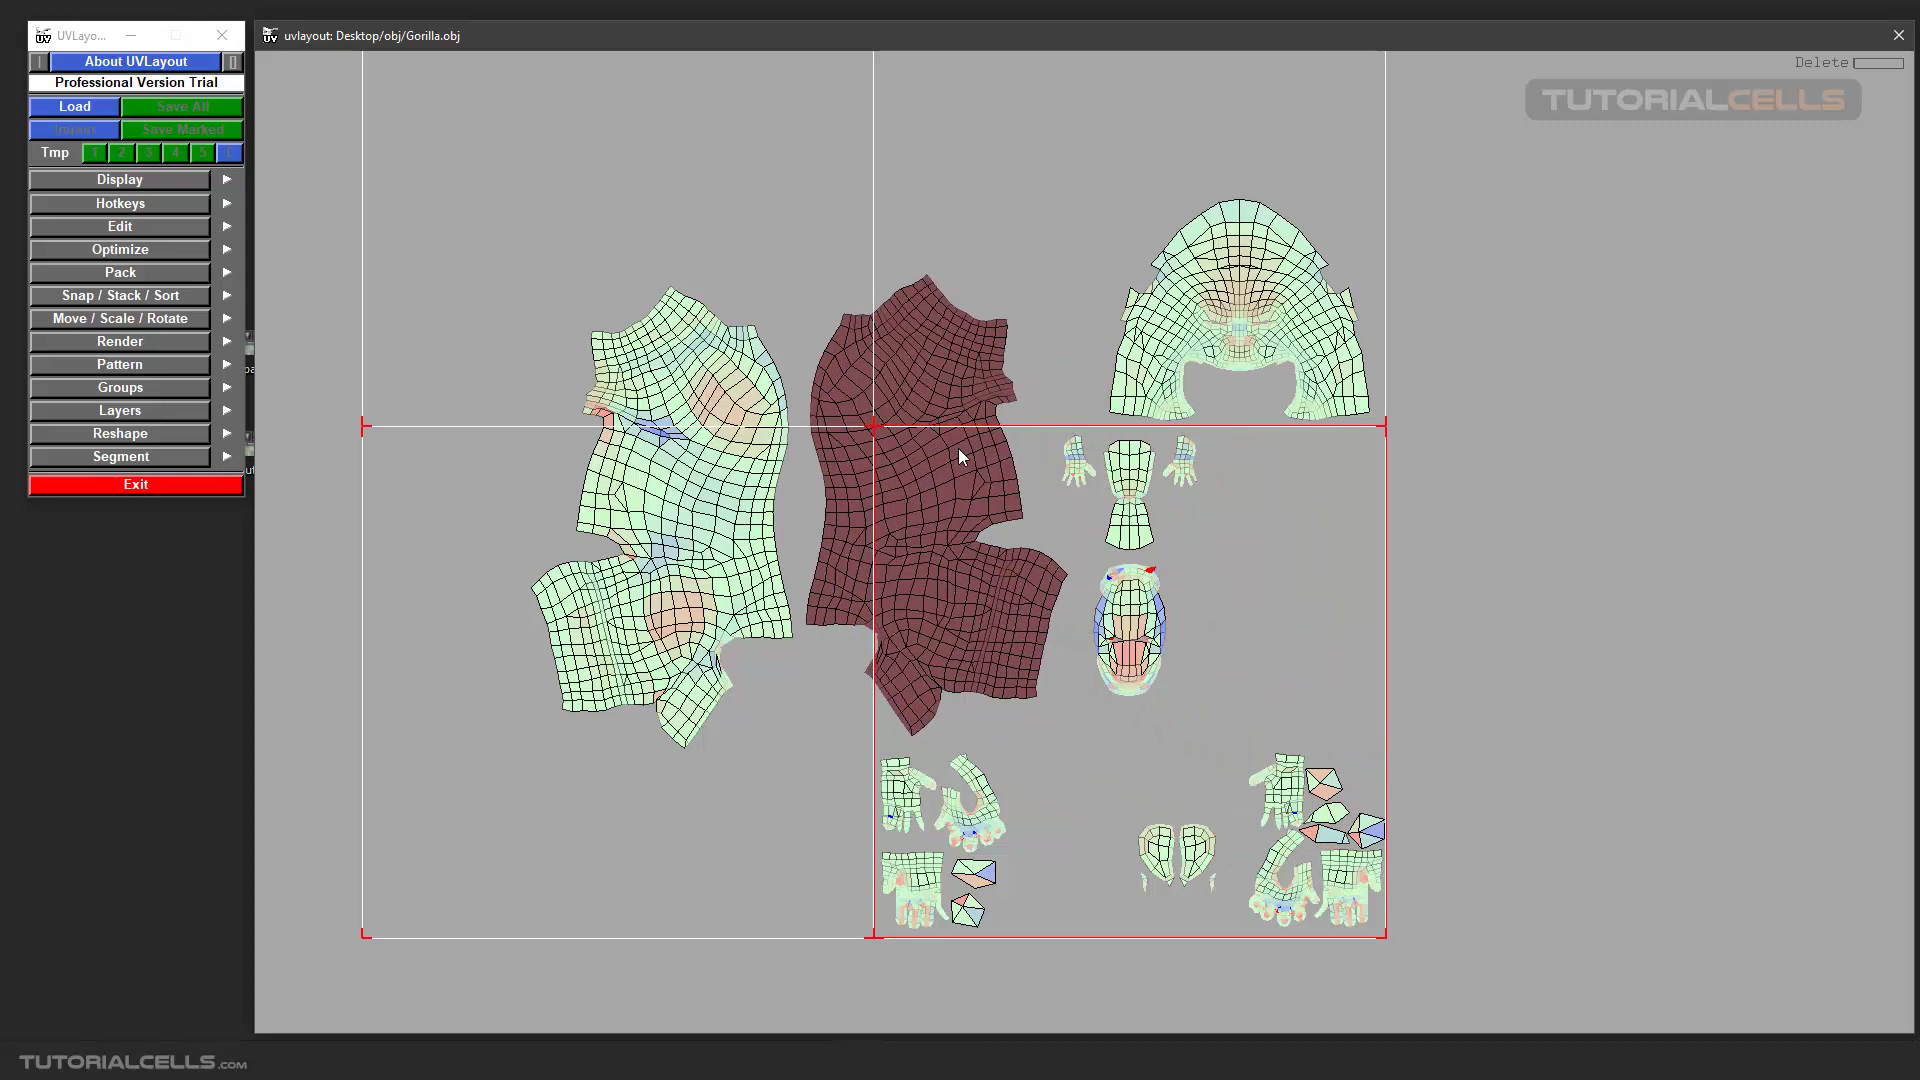 UVLayo...
uvlayout: Desktop/obj/Gorilla.obj
About UVLayout
Professional Version Trial
Load
Save All
Import
Save Marked
Tmp 1 2 3 4 5
Display
Hotkeys
Edit
Optimize
Pack
Snap / Stack / Sort
Move / Scale / Rotate
Render
Pattern
Groups
Layers
Reshape
Segment
Exit
Delete
TUTORIALCELLS
TUTORIALCELLS.COM